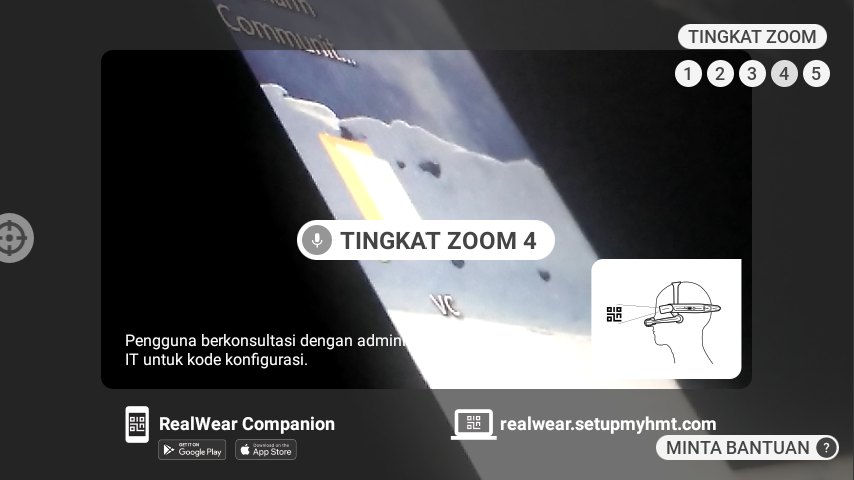 Communit...
TINGKAT ZOOM
1 2 3 4 5
TINGKAT ZOOM 4
VC
Pengguna berkonsultasi dengan admin
IT untuk kode konfigurasi.
RealWear Companion
GET IT ON
Google Play
Download on the
App Store
realwear.setupmyhmt.com
MINTA BANTUAN ?